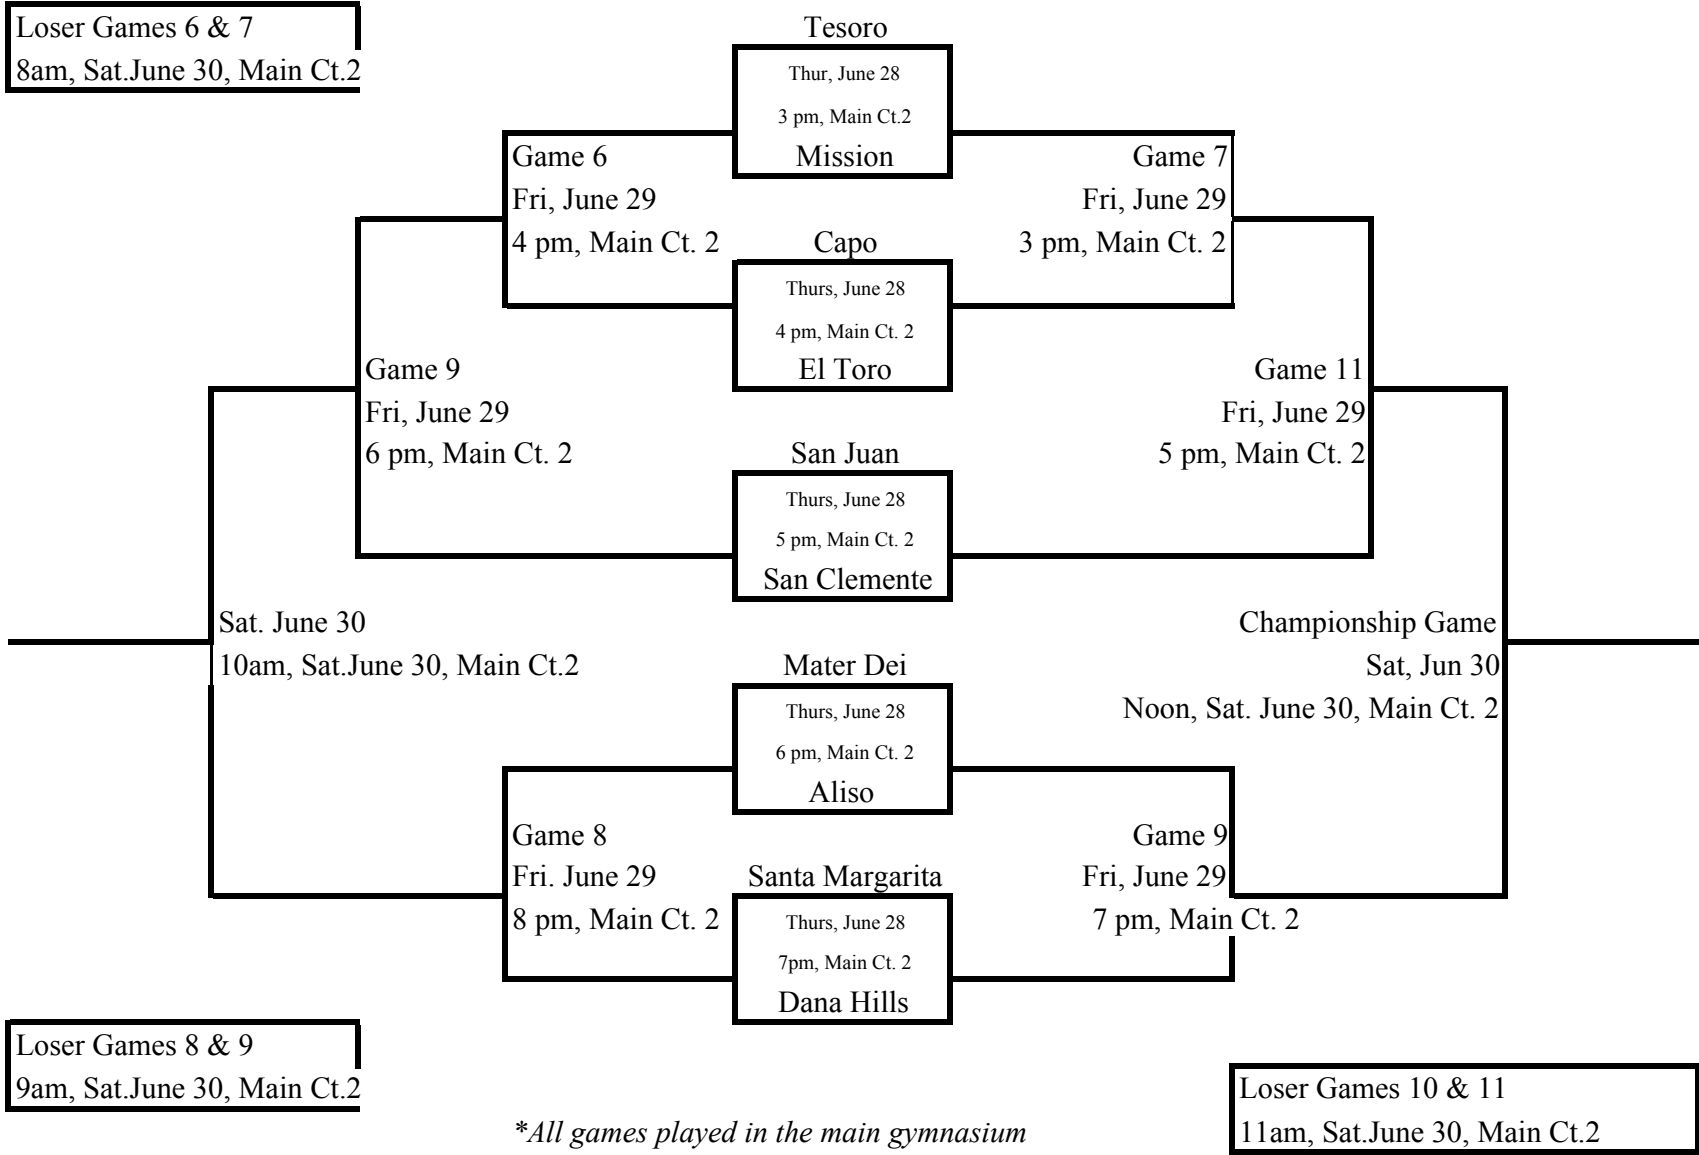 Loser Games 6 & 7
8am, Sat.June 30, Main Ct.2
Tesoro
Thur, June 28
3 pm, Main Ct.2
Mission
Game 6
Fri, June 29
4 pm, Main Ct. 2
Game 7
Fri, June 29
3 pm, Main Ct. 2
Capo
Thurs, June 28
4 pm, Main Ct. 2
El Toro
Game 9
Fri, June 29
6 pm, Main Ct. 2
Game 11
Fri, June 29
5 pm, Main Ct. 2
San Juan
Thurs, June 28
5 pm, Main Ct. 2
San Clemente
Sat. June 30
10am, Sat.June 30, Main Ct.2
Championship Game
Sat, Jun 30
Noon, Sat. June 30, Main Ct. 2
Mater Dei
Thurs, June 28
6 pm, Main Ct. 2
Aliso
Game 8
Fri. June 29
8 pm, Main Ct. 2
Game 9
Fri, June 29
7 pm, Main Ct. 2
Santa Margarita
Thurs, June 28
7pm, Main Ct. 2
Dana Hills
Loser Games 8 & 9
9am, Sat.June 30, Main Ct.2
Loser Games 10 & 11
11am, Sat.June 30, Main Ct.2
*All games played in the main gymnasium